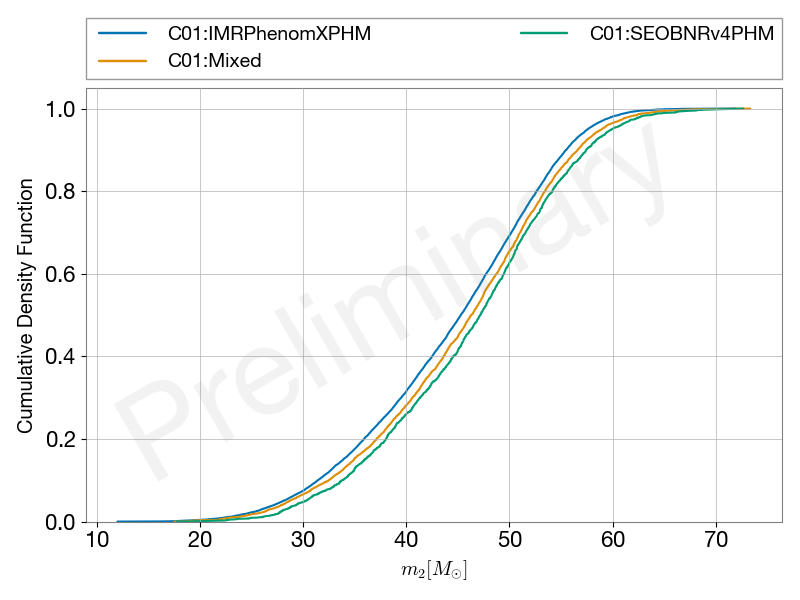 C01:IMRPhenomXPHM
C01:Mixed
C01:SEOBNRv4PHM
Preliminary
Cumulative Density Function
1.0
0.8
0.6
0.4
0.2
0.0
10 20 30 40 50 60 70
m₂[M⊙]